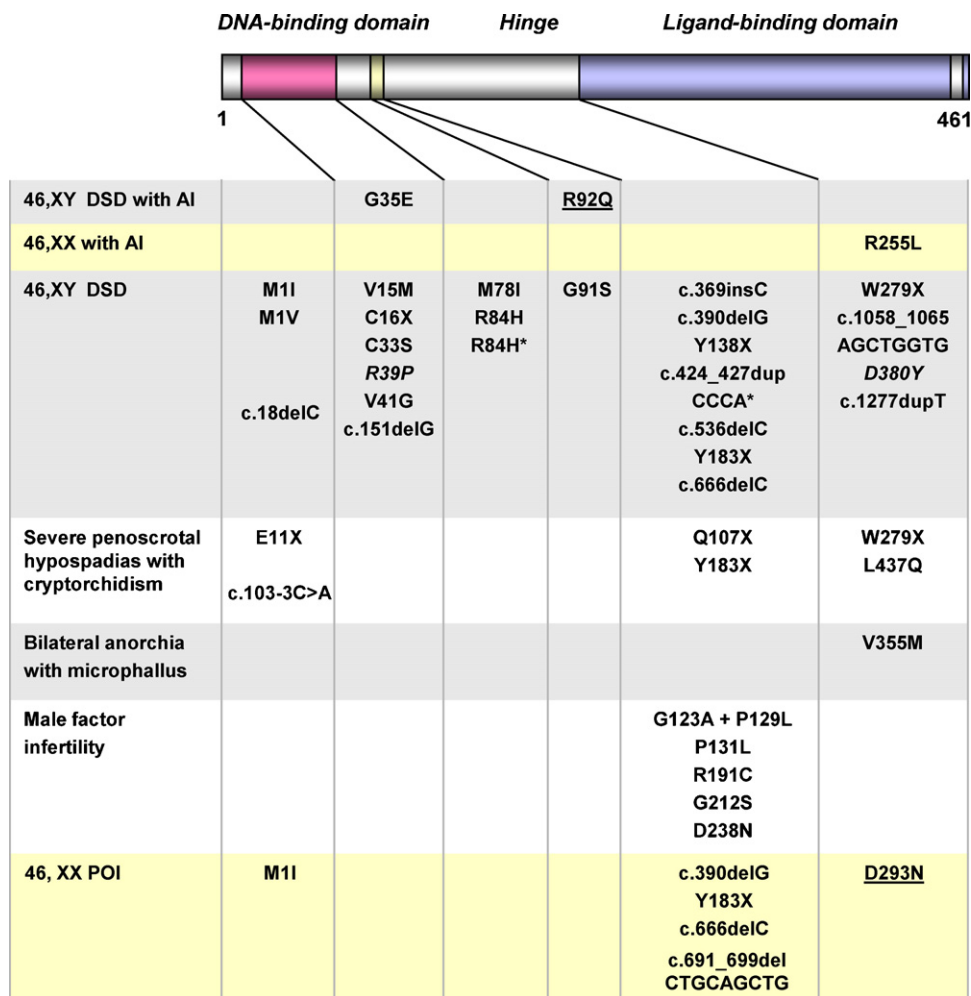 DNA-binding domain Hinge Ligand-binding domain
1 461
46,XY DSD with AI G35E R92Q
46,XX with AI R255L
46,XY DSD M1I V15M M78I G91S c.369insC W279X
M1V C16X R84H c.390delG c.1058_1065
C33S R84H* Y138X AGCTGGTG
R39P c.424_427dup D380Y
c.18delC V41G CCCA* c.1277dupT
c.151delG c.536delC
Y183X
c.666delC
Severe penoscrotal E11X Q107X W279X
hypospadias with Y183X L437Q
cryptorchidism c.103-3C>A
Bilateral anorchia V355M
with microphallus
Male factor G123A + P129L
infertility P131L
R191C
G212S
D238N
46, XX POI M1I c.390delG D293N
Y183X
c.666delC
c.691_699del
CTGCAGCTG